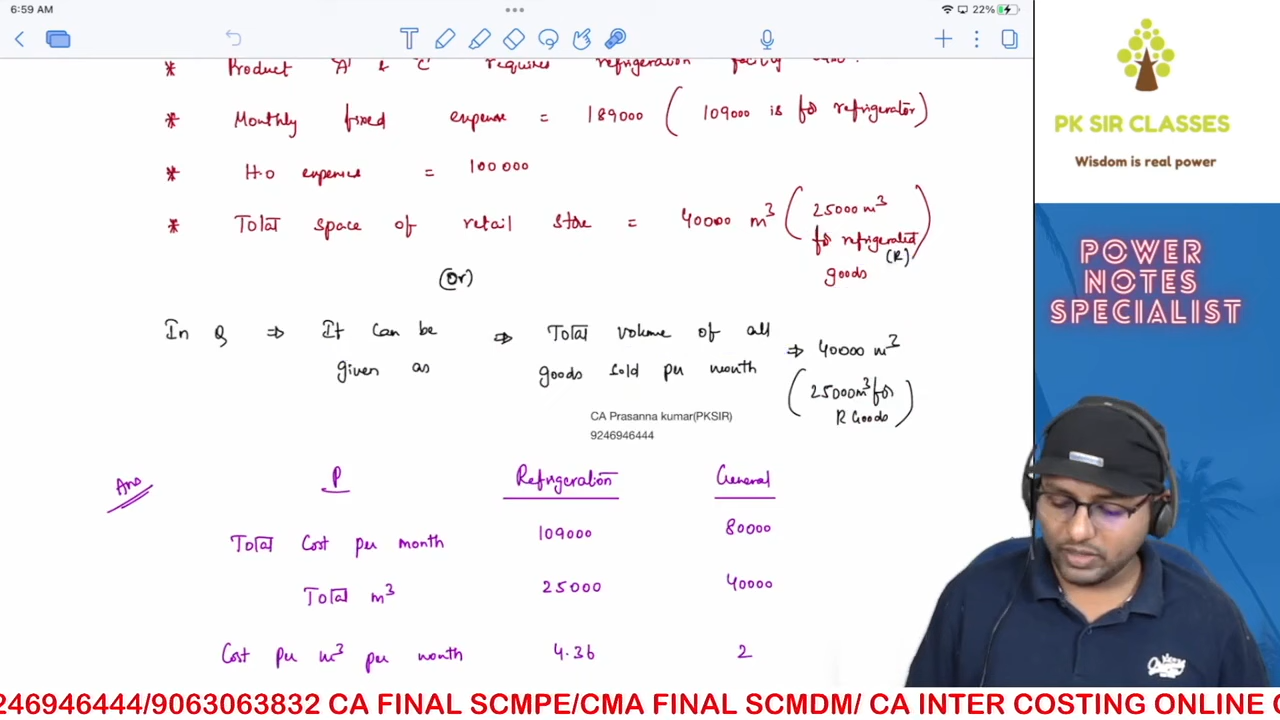 6:59 AM
22%
* Product 'A' & 'C' requires refrigeration facility
* Monthly fixed expense = 189000 (109000 is for refrigerator)
* H.O expense = 100000
* Total space of retail store = 40000 m³ (25000 m³ for refrigerated (R) goods)
(Or)
In Q ⇒ It can be given as ⇒ Total volume of all goods sold per month ⇒ 40000 m³ (25000 m³ for R Goods)
CA Prasanna kumar(PKSIR)
9246946444
Ans P Refrigeration General
Total Cost per month 109000 80000
Total m³ 25000 40000
Cost per m³ per month 4.36 2
PK SIR CLASSES
Wisdom is real power
POWER
NOTES
SPECIALIST
246946444/9063063832 CA FINAL SCMPE/CMA FINAL SCMDM/ CA INTER COSTING ONLINE